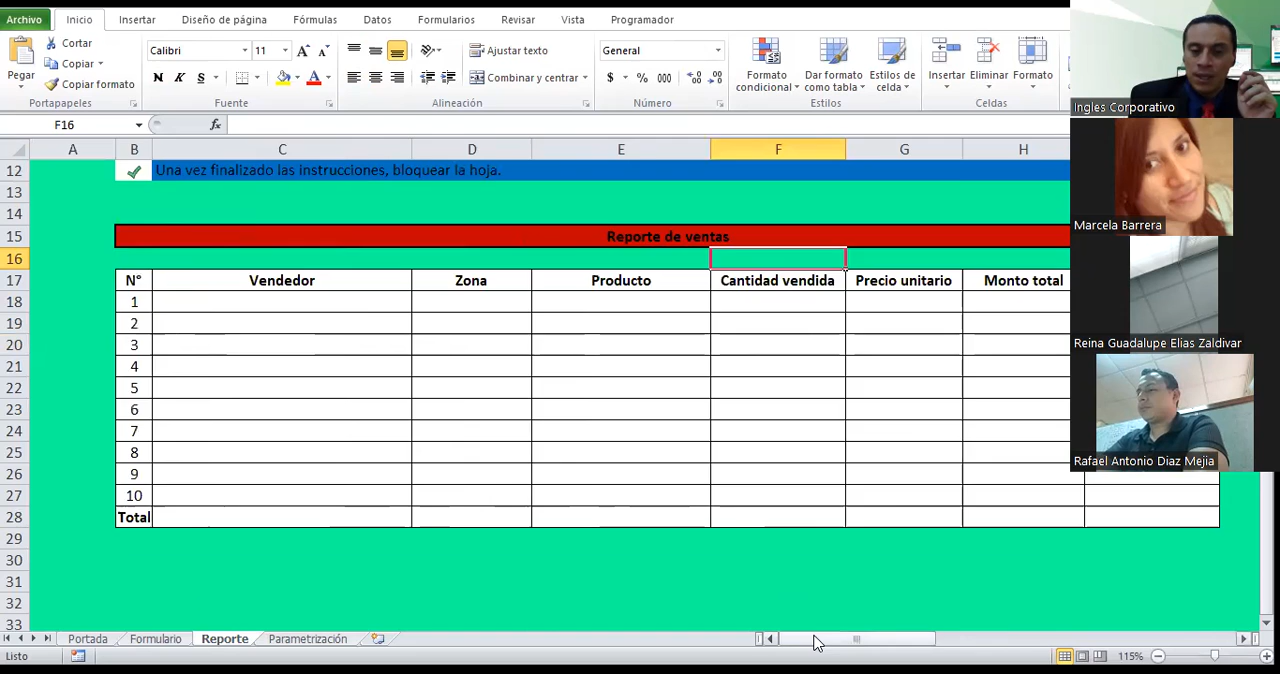 Archivo Inicio Insertar Diseño de página Fórmulas Datos Formularios Revisar Vista Programador
Pegar
Cortar
Copiar
Copiar formato
Portapapeles
Calibri 11
N K S
Fuente
Ajustar texto
Combinar y centrar
Alineación
General
$ % 000
Número
Formato condicional
Dar formato como tabla
Estilos de celda
Estilos
Insertar
Eliminar
Formato
Celdas
F16 fx
A B C D E F G H
12 Una vez finalizado las instrucciones, bloquear la hoja.
13
14
15 Reporte de ventas
16
17 N° Vendedor Zona Producto Cantidad vendida Precio unitario Monto total
18 1
19 2
20 3
21 4
22 5
23 6
24 7
25 8
26 9
27 10
28 Total
29
30
31
32
33
Portada Formulario Reporte Parametrización
Listo 115%
Ingles Corporativo
Marcela Barrera
Reina Guadalupe Elias Zaldivar
Rafael Antonio Diaz Mejia